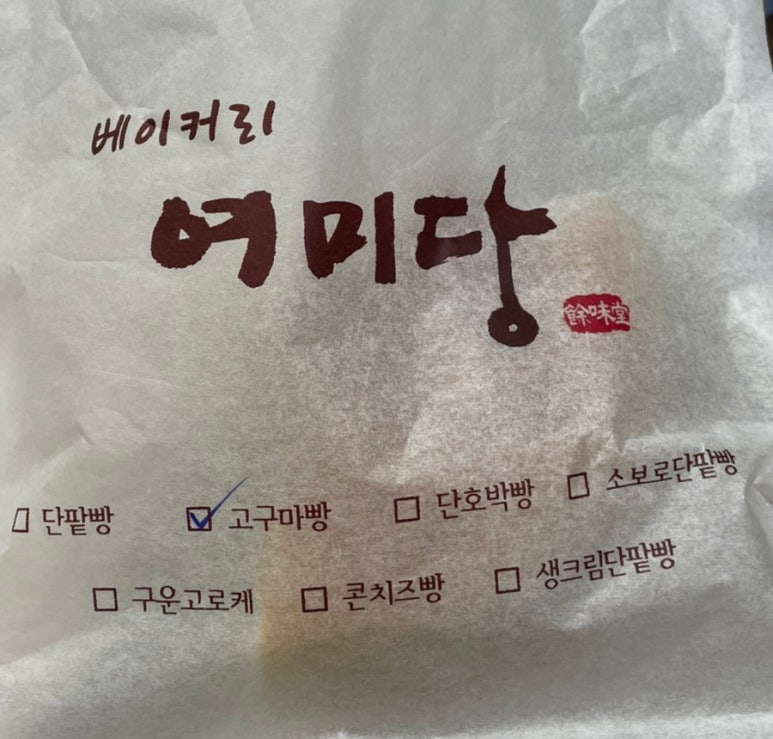 베이커리
여미당
餘味堂
단팥빵 고구마빵 단호박빵 소보로단팥빵
구운고로케 콘치즈빵 생크림단팥빵